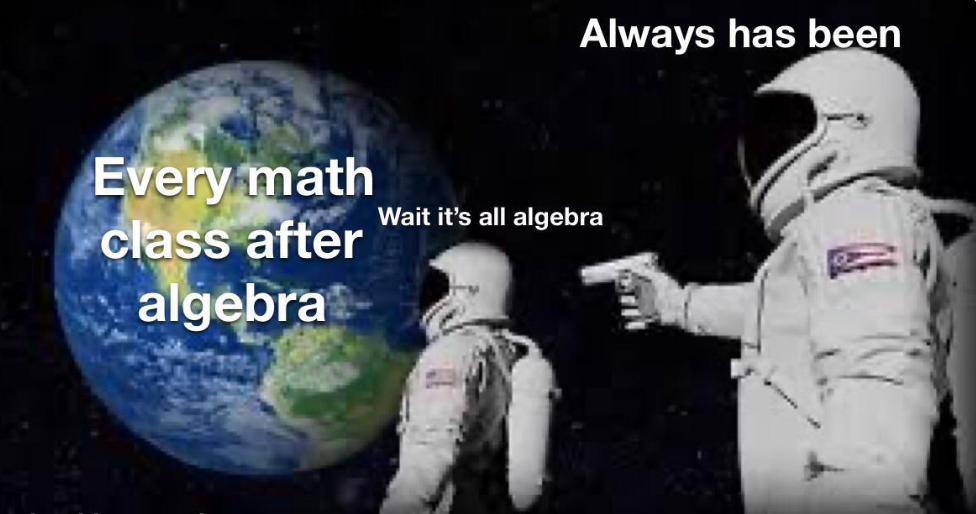 Always has been
Every math
class after
algebra
Wait it’s all algebra